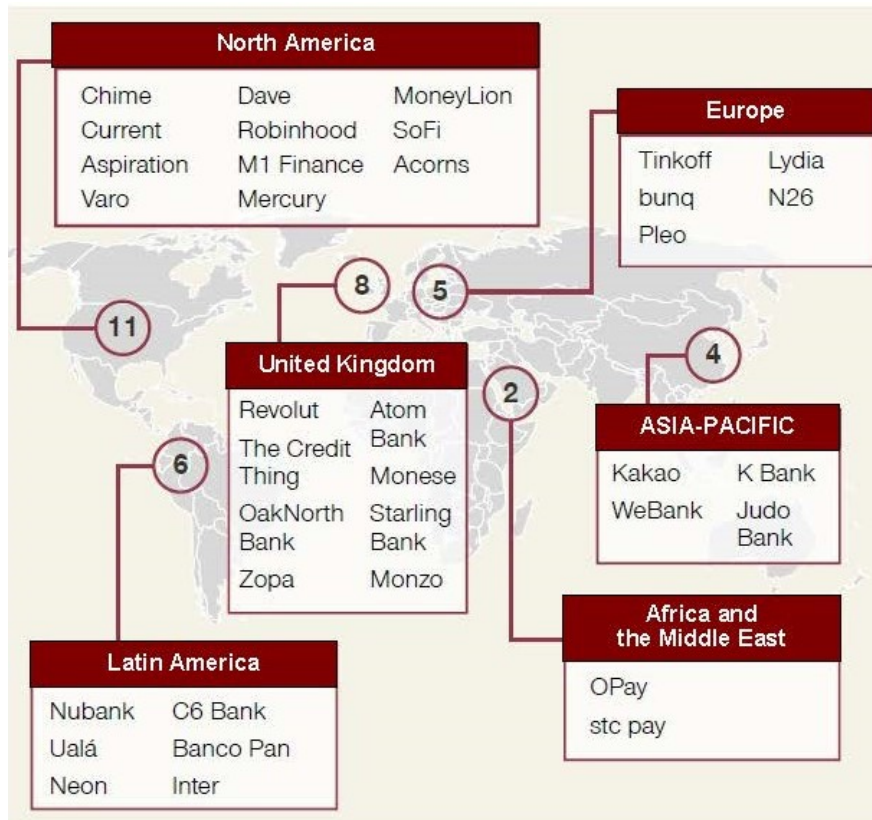 North America
Chime Dave MoneyLion
Current Robinhood SoFi
Aspiration M1 Finance Acorns
Varo Mercury
Europe
Tinkoff Lydia
bunq N26
Pleo
8
5
11
4
2
6
United Kingdom
Revolut
The Credit
Thing
OakNorth
Bank
Zopa
Atom
Bank
Monese
Starling
Bank
Monzo
ASIA-PACIFIC
Kakao
WeBank
K Bank
Judo
Bank
Africa and
the Middle East
OPay
stc pay
Latin America
Nubank C6 Bank
Ualá Banco Pan
Neon Inter